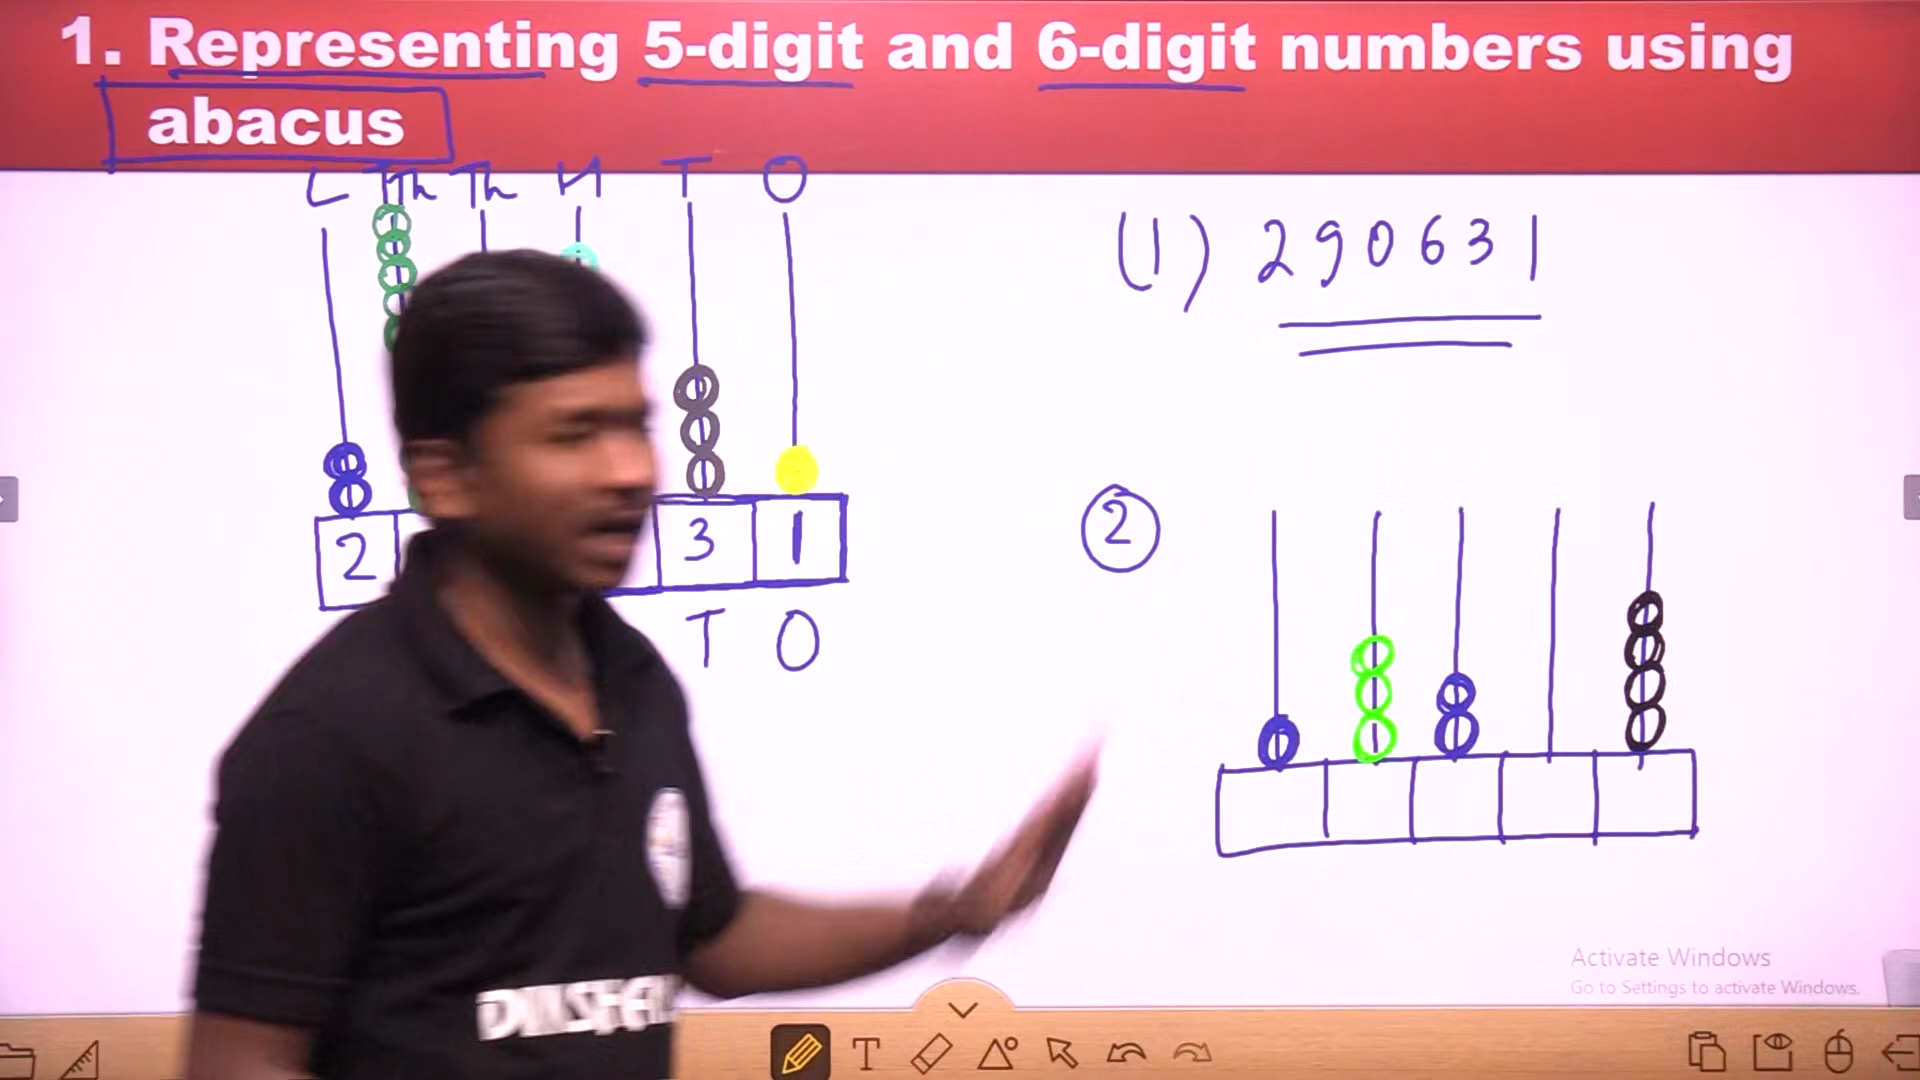 1. Representing 5-digit and 6-digit numbers using
abacus
L TTh Th H T O
(1) 290631
2 3 1
T O
2
Activate Windows
Go to Settings to activate Windows.
T